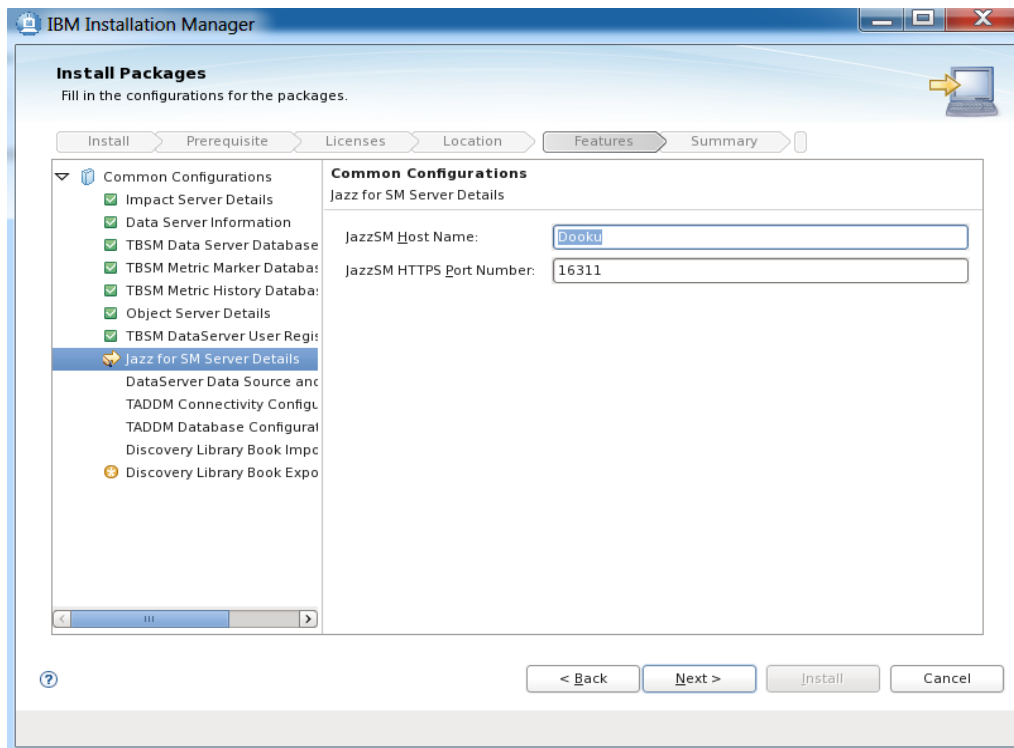 IBM Installation Manager
Install Packages
Fill in the configurations for the packages.
Install Prerequisite Licenses Location Features Summary
Common Configurations
Impact Server Details
Data Server Information
TBSM Data Server Database
TBSM Metric Marker Databas
TBSM Metric History Databas
Object Server Details
TBSM DataServer User Regis
Jazz for SM Server Details
DataServer Data Source and
TADDM Connectivity Configu
TADDM Database Configurat
Discovery Library Book Impo
Discovery Library Book Expo
Common Configurations
Jazz for SM Server Details
JazzSM Host Name: Dooku
JazzSM HTTPS Port Number: 16311
? < Back Next > Install Cancel